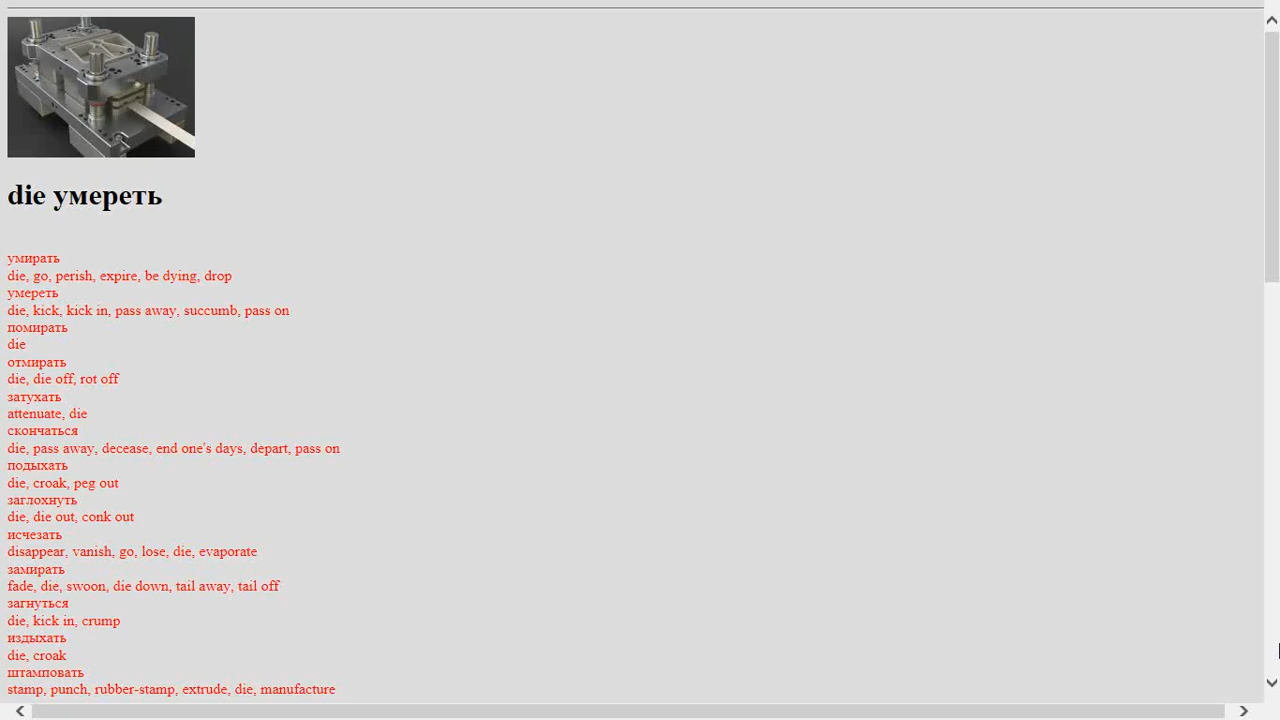 die умереть
умирать
die, go, perish, expire, be dying, drop
умереть
die, kick, kick in, pass away, succumb, pass on
помирать
die
отмирать
die, die off, rot off
затухать
attenuate, die
скончаться
die, pass away, decease, end one's days, depart, pass on
подыхать
die, croak, peg out
заглохнуть
die, die out, conk out
исчезать
disappear, vanish, go, lose, die, evaporate
замирать
fade, die, swoon, die down, tail away, tail off
загнуться
die, kick in, crump
издыхать
die, croak
штамповать
stamp, punch, rubber-stamp, extrude, die, manufacture